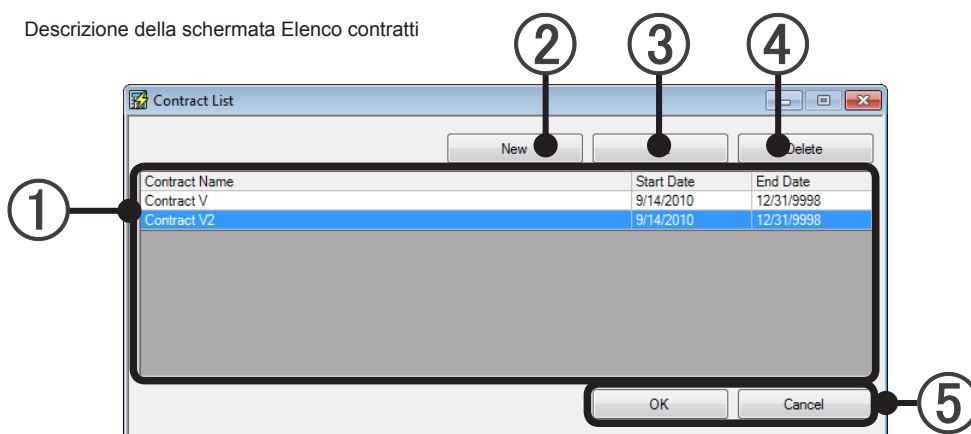 Descrizione della schermata Elenco contratti
② ③ ④
Contract List
New Delete
①
Contract Name Start Date End Date
Contract V 9/14/2010 12/31/9998
Contract V2 9/14/2010 12/31/9998
OK Cancel
⑤